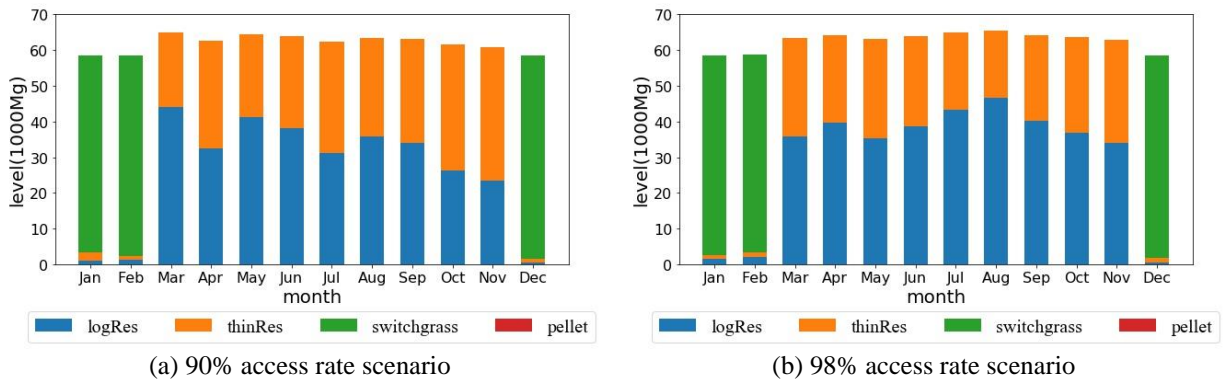 70
60
50
40
30
20
10
0
level(1000Mg)
Jan Feb Mar Apr May Jun Jul Aug Sep Oct Nov Dec
month
logRes thinRes switchgrass pellet
(a) 90% access rate scenario
70
60
50
40
30
20
10
0
level(1000Mg)
Jan Feb Mar Apr May Jun Jul Aug Sep Oct Nov Dec
month
logRes thinRes switchgrass pellet
(b) 98% access rate scenario